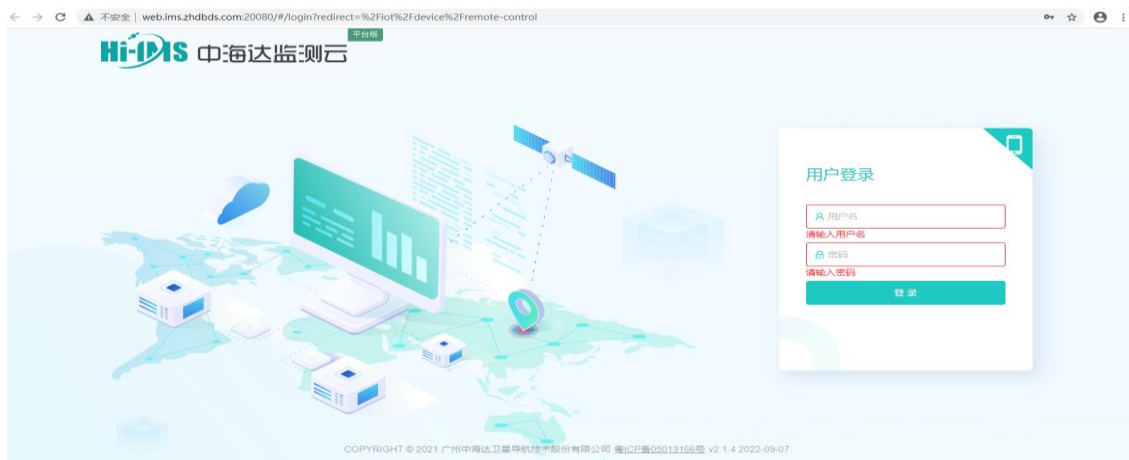 不安全 | web.ims.zhdbds.com:20080/#/login?redirect=%2Fiot%2Fdevice%2Fremote-control
Hi-IMS 中海达监测云 平台版
用户登录
用户名
请输入用户名
密码
请输入密码
登录
COPYRIGHT © 2021 广州中海达卫星导航技术股份有限公司 粤ICP备05013166号 v2.1.4 2022-09-07